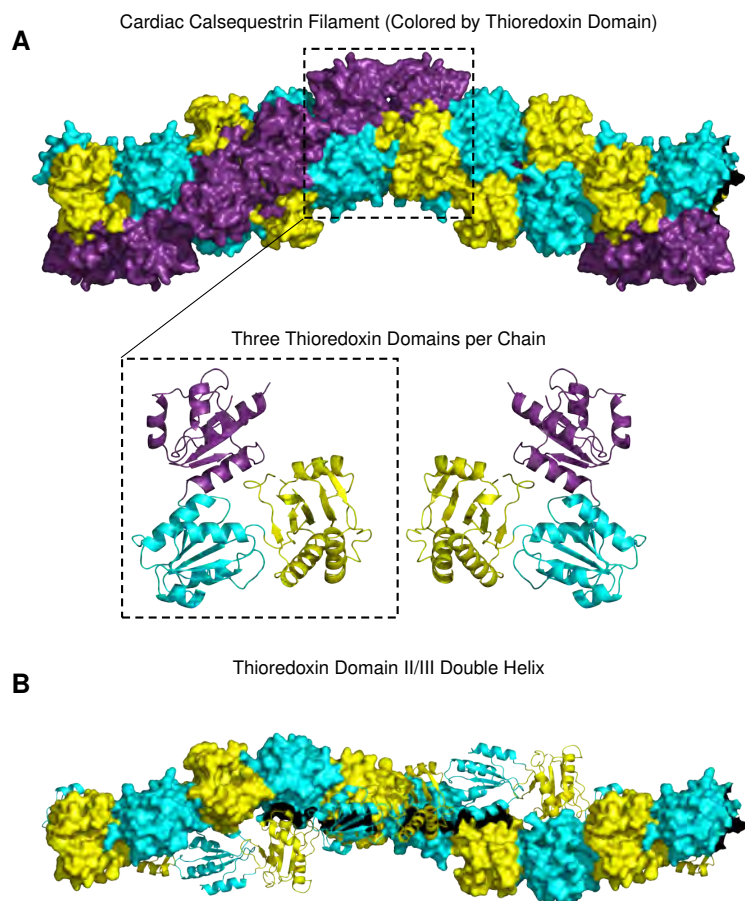 Cardiac Calsequestrin Filament (Colored by Thioredoxin Domain)
A
Three Thioredoxin Domains per Chain
Thioredoxin Domain II/III Double Helix
B